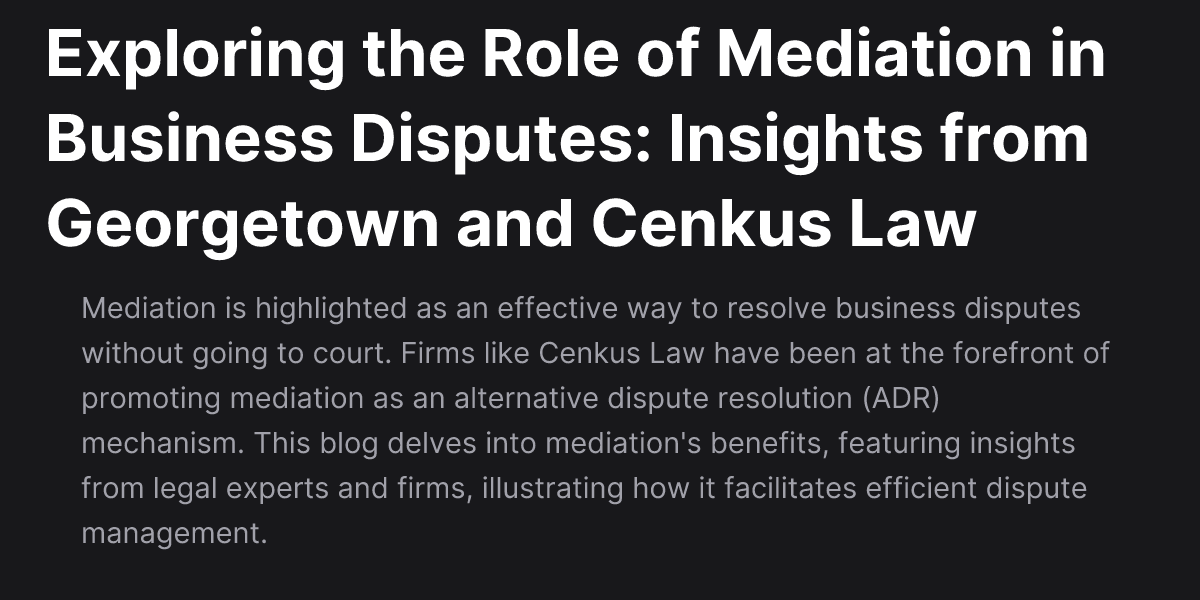 Exploring the Role of Mediation in
Business Disputes: Insights from
Georgetown and Cenkus Law
Mediation is highlighted as an effective way to resolve business disputes
without going to court. Firms like Cenkus Law have been at the forefront of
promoting mediation as an alternative dispute resolution (ADR)
mechanism. This blog delves into mediation's benefits, featuring insights
from legal experts and firms, illustrating how it facilitates efficient dispute
management.